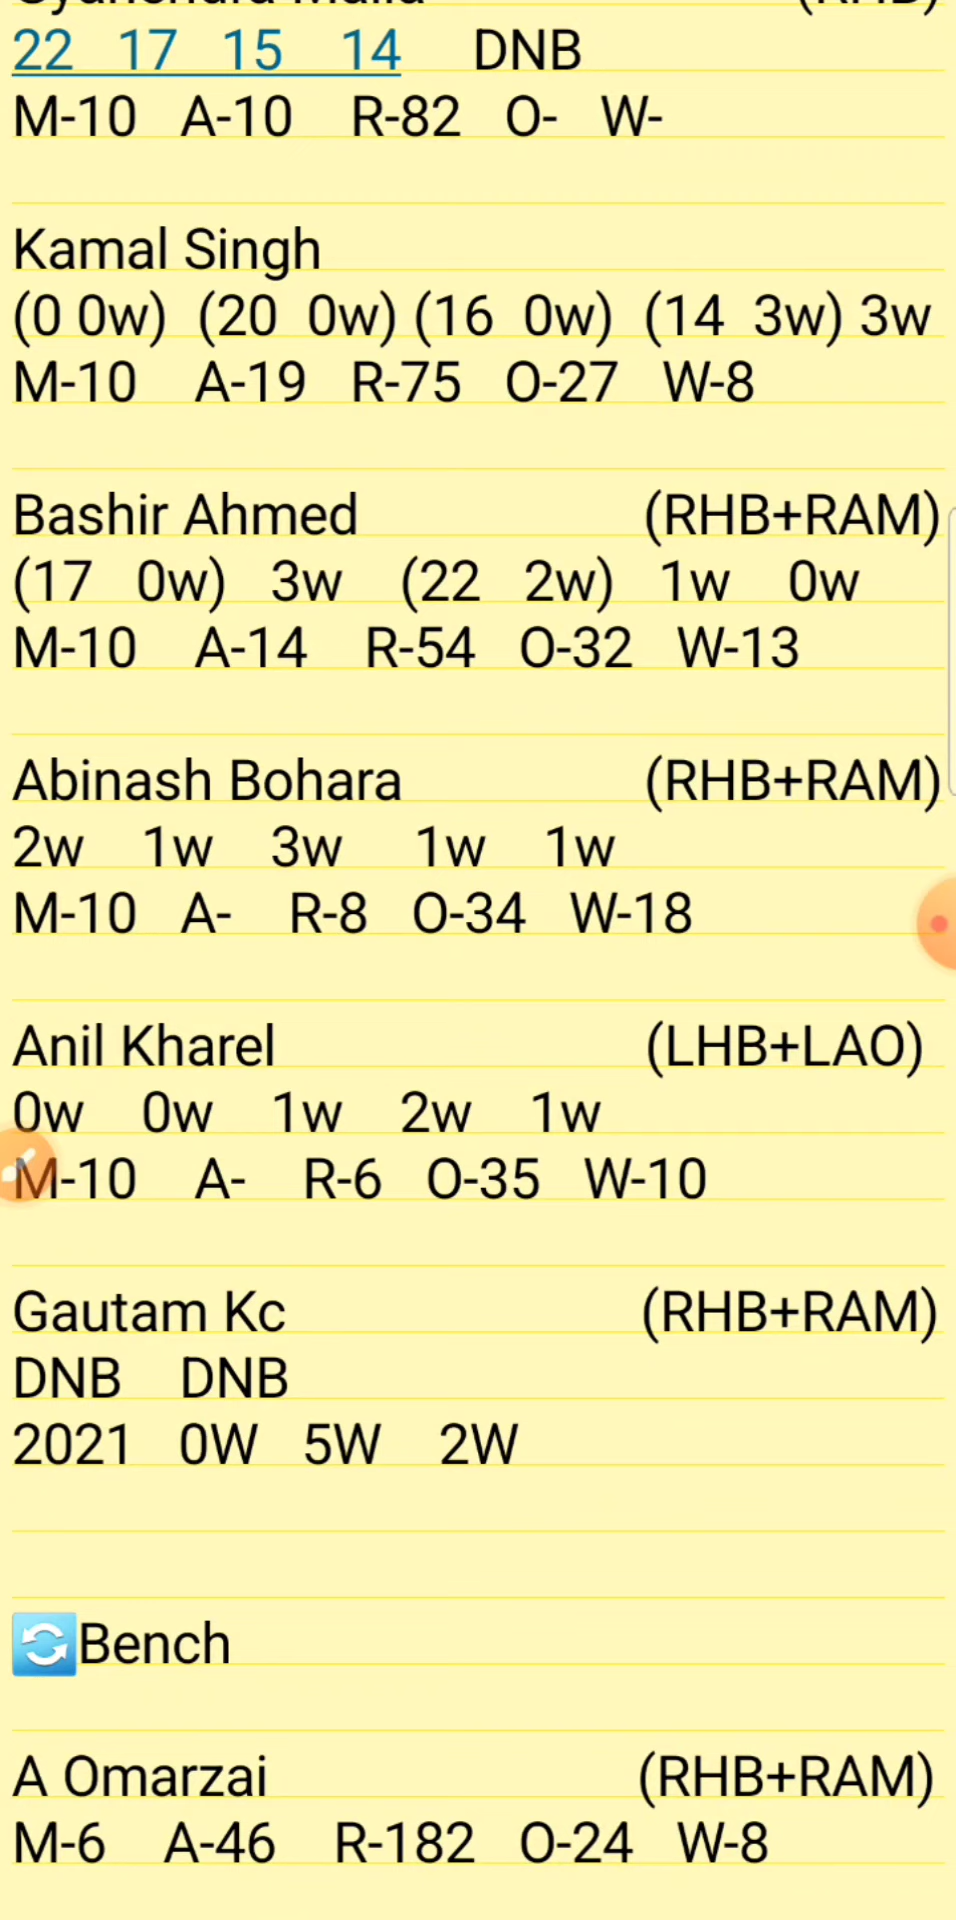 22 17 15 14 DNB
M-10 A-10 R-82 O- W-
Kamal Singh
(0 0w) (20 0w) (16 0w) (14 3w) 3w
M-10 A-19 R-75 O-27 W-8
Bashir Ahmed (RHB+RAM)
(17 0w) 3w (22 2w) 1w 0w
M-10 A-14 R-54 O-32 W-13
Abinash Bohara (RHB+RAM)
2w 1w 3w 1w 1w
M-10 A- R-8 O-34 W-18
Anil Kharel (LHB+LAO)
0w 0w 1w 2w 1w
M-10 A- R-6 O-35 W-10
Gautam Kc (RHB+RAM)
DNB DNB
2021 0W 5W 2W
Bench
A Omarzai (RHB+RAM)
M-6 A-46 R-182 O-24 W-8